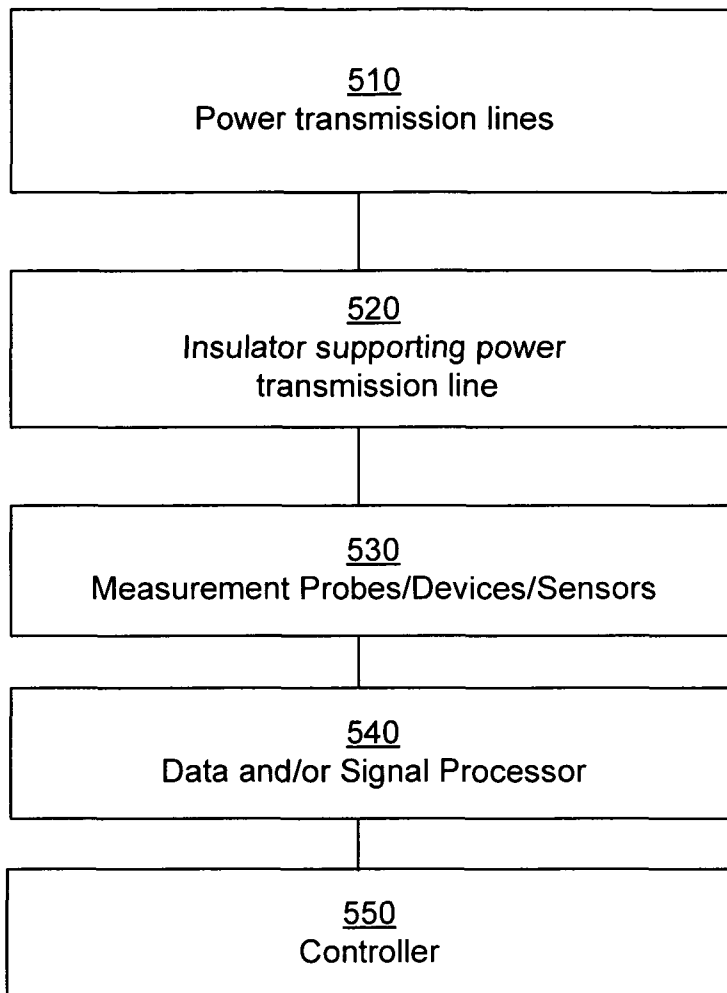 510
Power transmission lines
520
Insulator supporting power
transmission line
530
Measurement Probes/Devices/Sensors
540
Data and/or Signal Processor
550
Controller